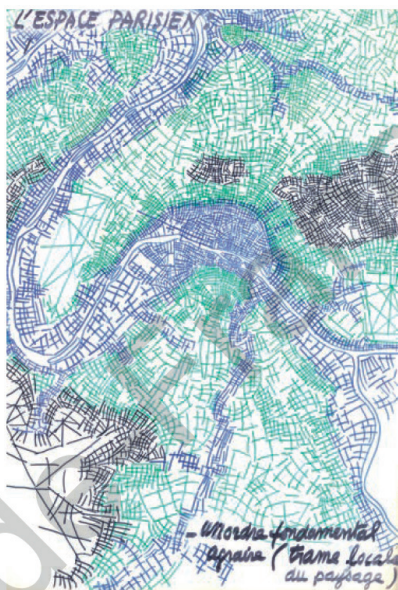 L'ESPACE PARISIEN.
- un ordre fondamental
agraire (trame locale
du paysage)